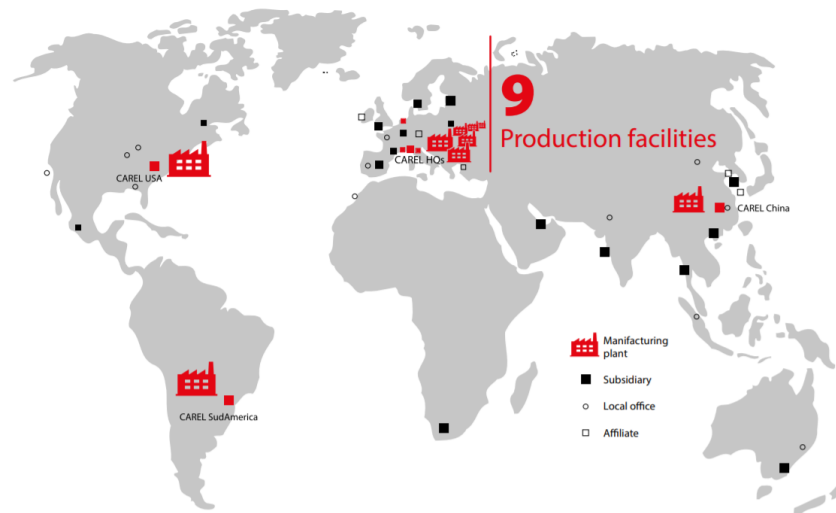 9
Production facilities
CAREL USA
CAREL HQs
CAREL China
CAREL SudAmerica
Manifacturing
plant
Subsidiary
Local office
Affiliate